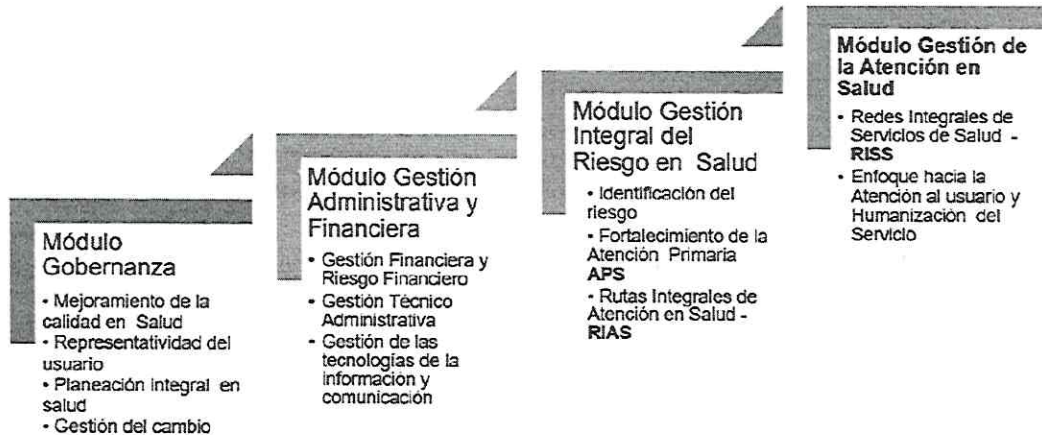 Módulo
Gobernanza
• Mejoramiento de la
calidad en Salud
• Representatividad del
usuario
• Planeación integral en
salud
• Gestión del cambio
Módulo Gestión
Administrativa y
Financiera
• Gestión Financiera y
Riesgo Financiero
• Gestión Técnico
Administrativa
• Gestión de las
tecnologías de la
información y
comunicación
Módulo Gestión
Integral del
Riesgo en Salud
• Identificación del
riesgo
• Fortalecimiento de la
Atención Primaria
APS
• Rutas Integrales de
Atención en Salud -
RIAS
Módulo Gestión de
la Atención en
Salud
• Redes Integrales de
Servicios de Salud -
RISS
• Enfoque hacia la
Atención al usuario y
Humanización del
Servicio